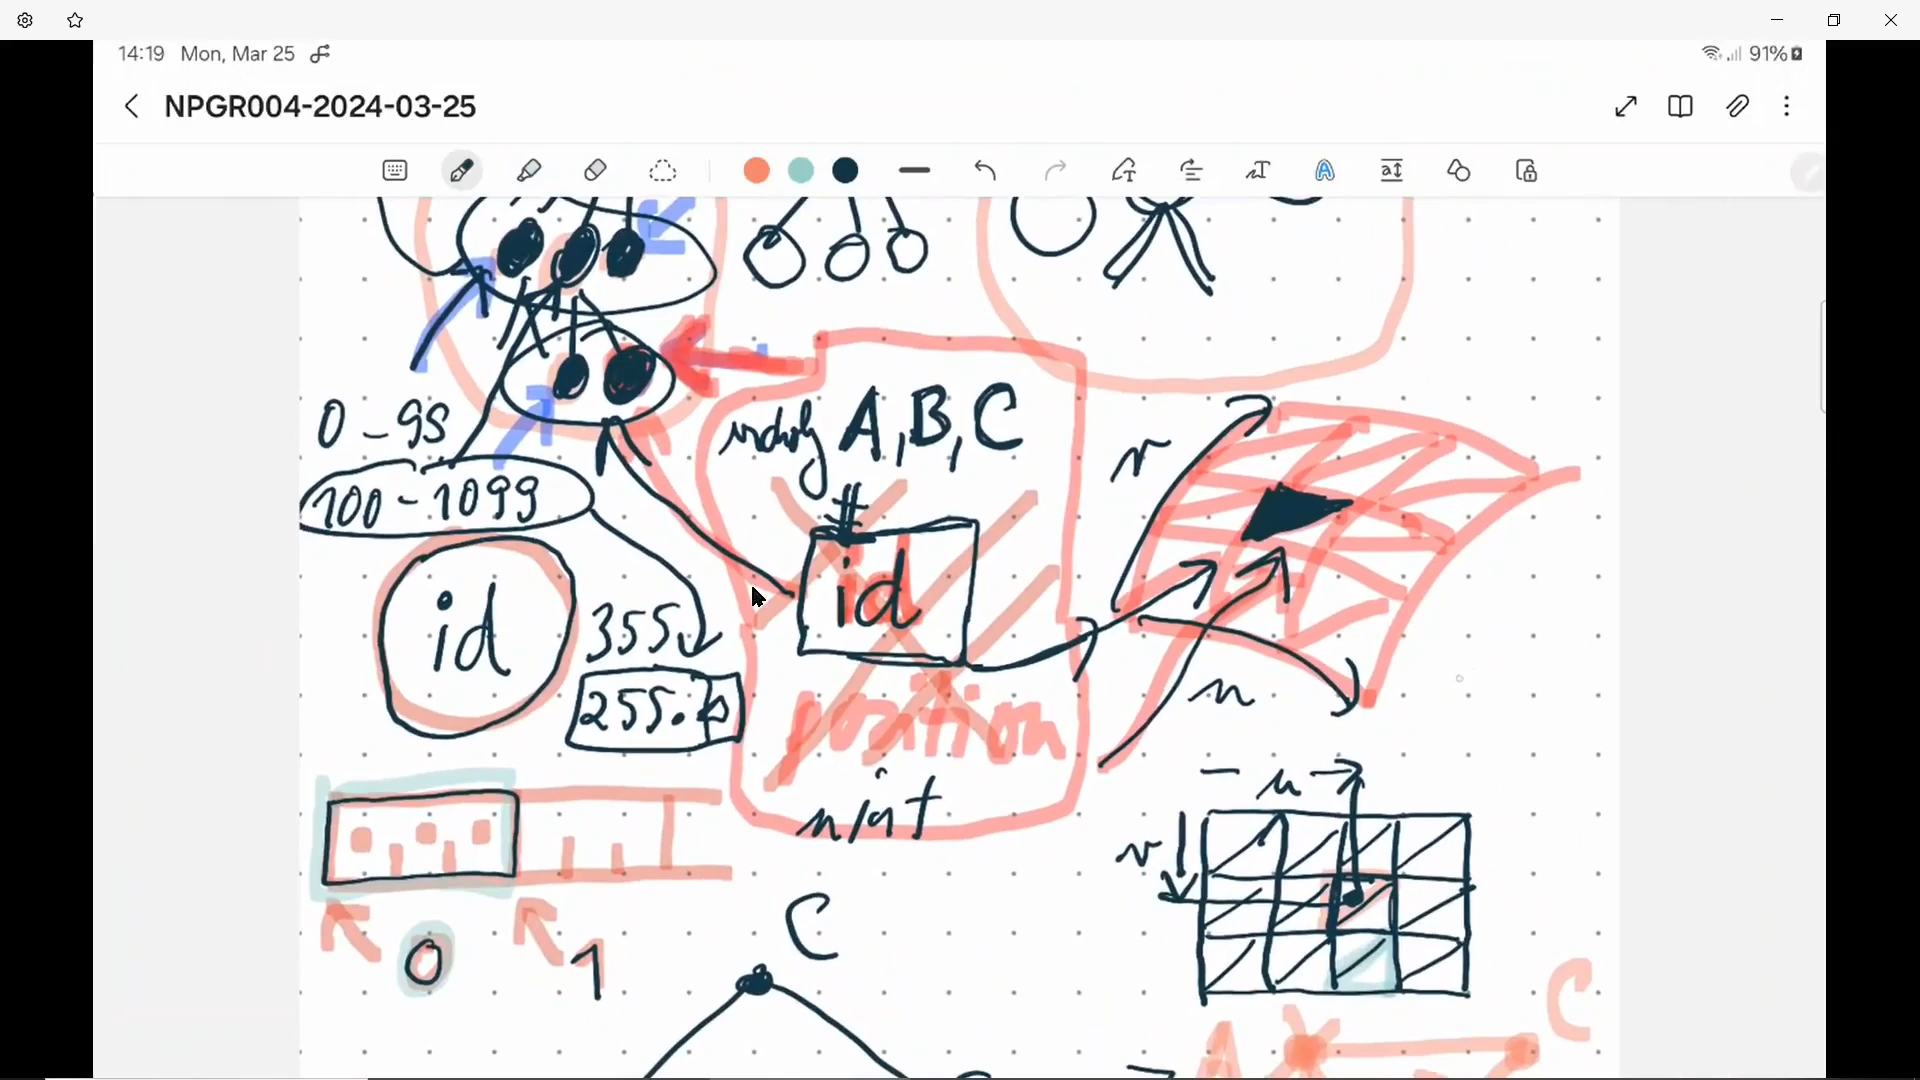 14:19 Mon, Mar 25
91%
NPGR004-2024-03-25
0-99
A, B, C
#
100-1099
id
id
355
255.
position
0
1
C
u
v
A
C